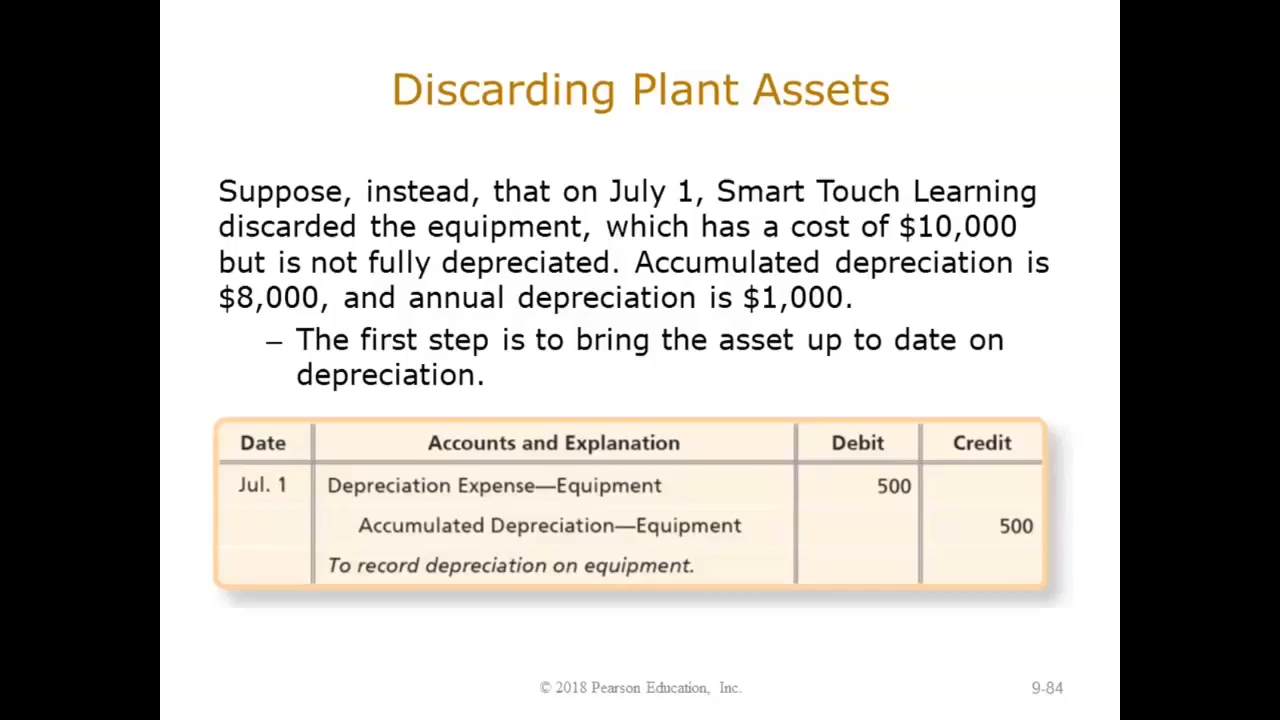 Discarding Plant Assets
Suppose, instead, that on July 1, Smart Touch Learning
discarded the equipment, which has a cost of $10,000
but is not fully depreciated. Accumulated depreciation is
$8,000, and annual depreciation is $1,000.
– The first step is to bring the asset up to date on
depreciation.
Date Accounts and Explanation Debit Credit
Jul. 1 Depreciation Expense—Equipment 500
Accumulated Depreciation—Equipment 500
To record depreciation on equipment.
© 2018 Pearson Education, Inc. 9-84